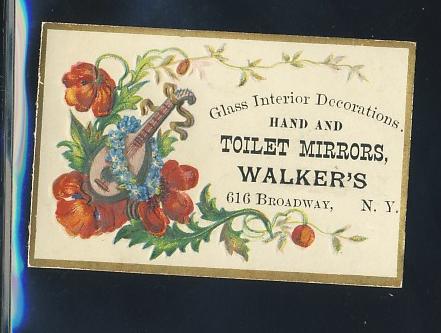 Glass Interior Decorations.
HAND AND
TOILET MIRRORS,
WALKER'S
616 BROADWAY, N. Y.